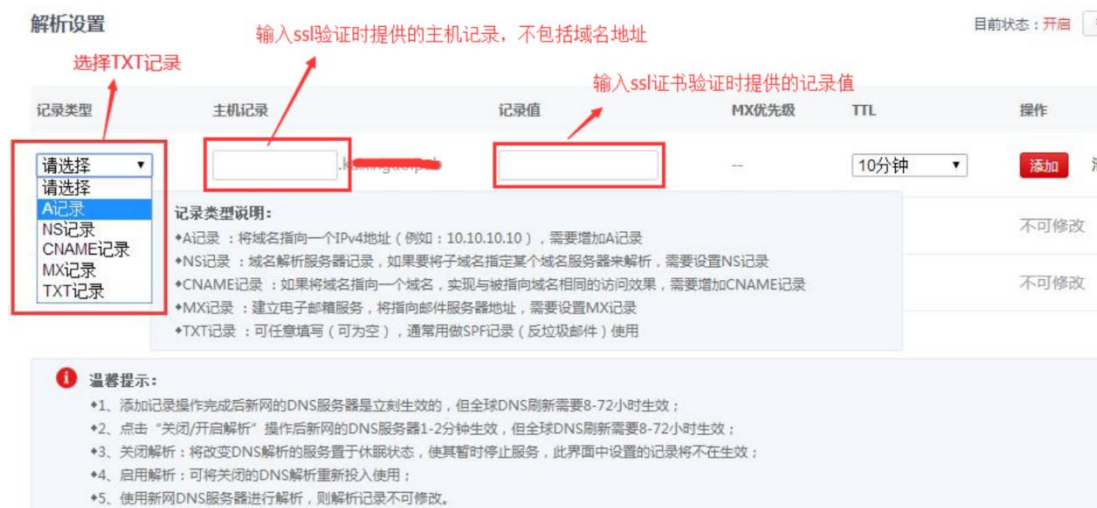 解析设置
目前状态：开启
输入ssl验证时提供的主机记录，不包括域名地址
选择TXT记录
输入ssl证书验证时提供的记录值
记录类型 主机记录 记录值 MX优先级 TTL 操作
请选择 -- 10分钟 添加
请选择
A记录
NS记录
CNAME记录
MX记录
TXT记录
记录类型说明：
◆A记录 ：将域名指向一个IPv4地址（例如：10.10.10.10），需要增加A记录
◆NS记录 ：域名解析服务器记录，如果要将子域名指定某个域名服务器来解析，需要设置NS记录
◆CNAME记录 ：如果将域名指向一个域名，实现与被指向域名相同的访问效果，需要增加CNAME记录
◆MX记录 ：建立电子邮箱服务，将指向邮件服务器地址，需要设置MX记录
◆TXT记录 ：可任意填写（可为空），通常用做SPF记录（反垃圾邮件）使用
不可修改
不可修改
温馨提示：
◆1、添加记录操作完成后新网的DNS服务器是立刻生效的，但全球DNS刷新需要8-72小时生效；
◆2、点击“关闭/开启解析”操作后新网的DNS服务器1-2分钟生效，但全球DNS刷新需要8-72小时生效；
◆3、关闭解析：将改变DNS解析的服务置于休眠状态，使其暂时停止服务，此界面中设置的记录将不在生效；
◆4、启用解析：可将关闭的DNS解析重新投入使用；
◆5、使用新网DNS服务器进行解析，则解析记录不可修改。